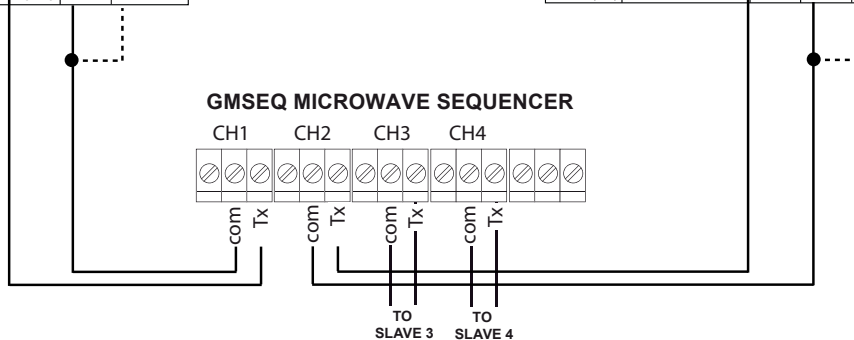 GMSEQ MICROWAVE SEQUENCER
CH1 CH2 CH3 CH4
com Tx com Tx com Tx com Tx
TO SLAVE 3
TO SLAVE 4